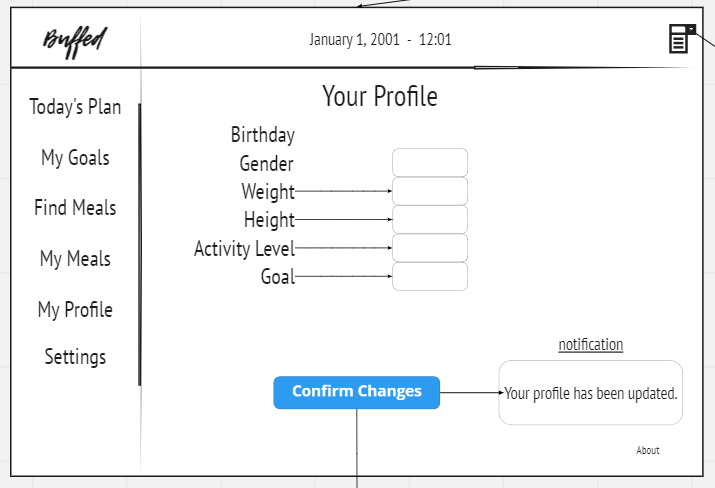 Buffed
January 1, 2001 - 12:01
Today's Plan
My Goals
Find Meals
My Meals
My Profile
Settings
Your Profile
Birthday
Gender
Weight
Height
Activity Level
Goal
Confirm Changes
notification
Your profile has been updated.
About